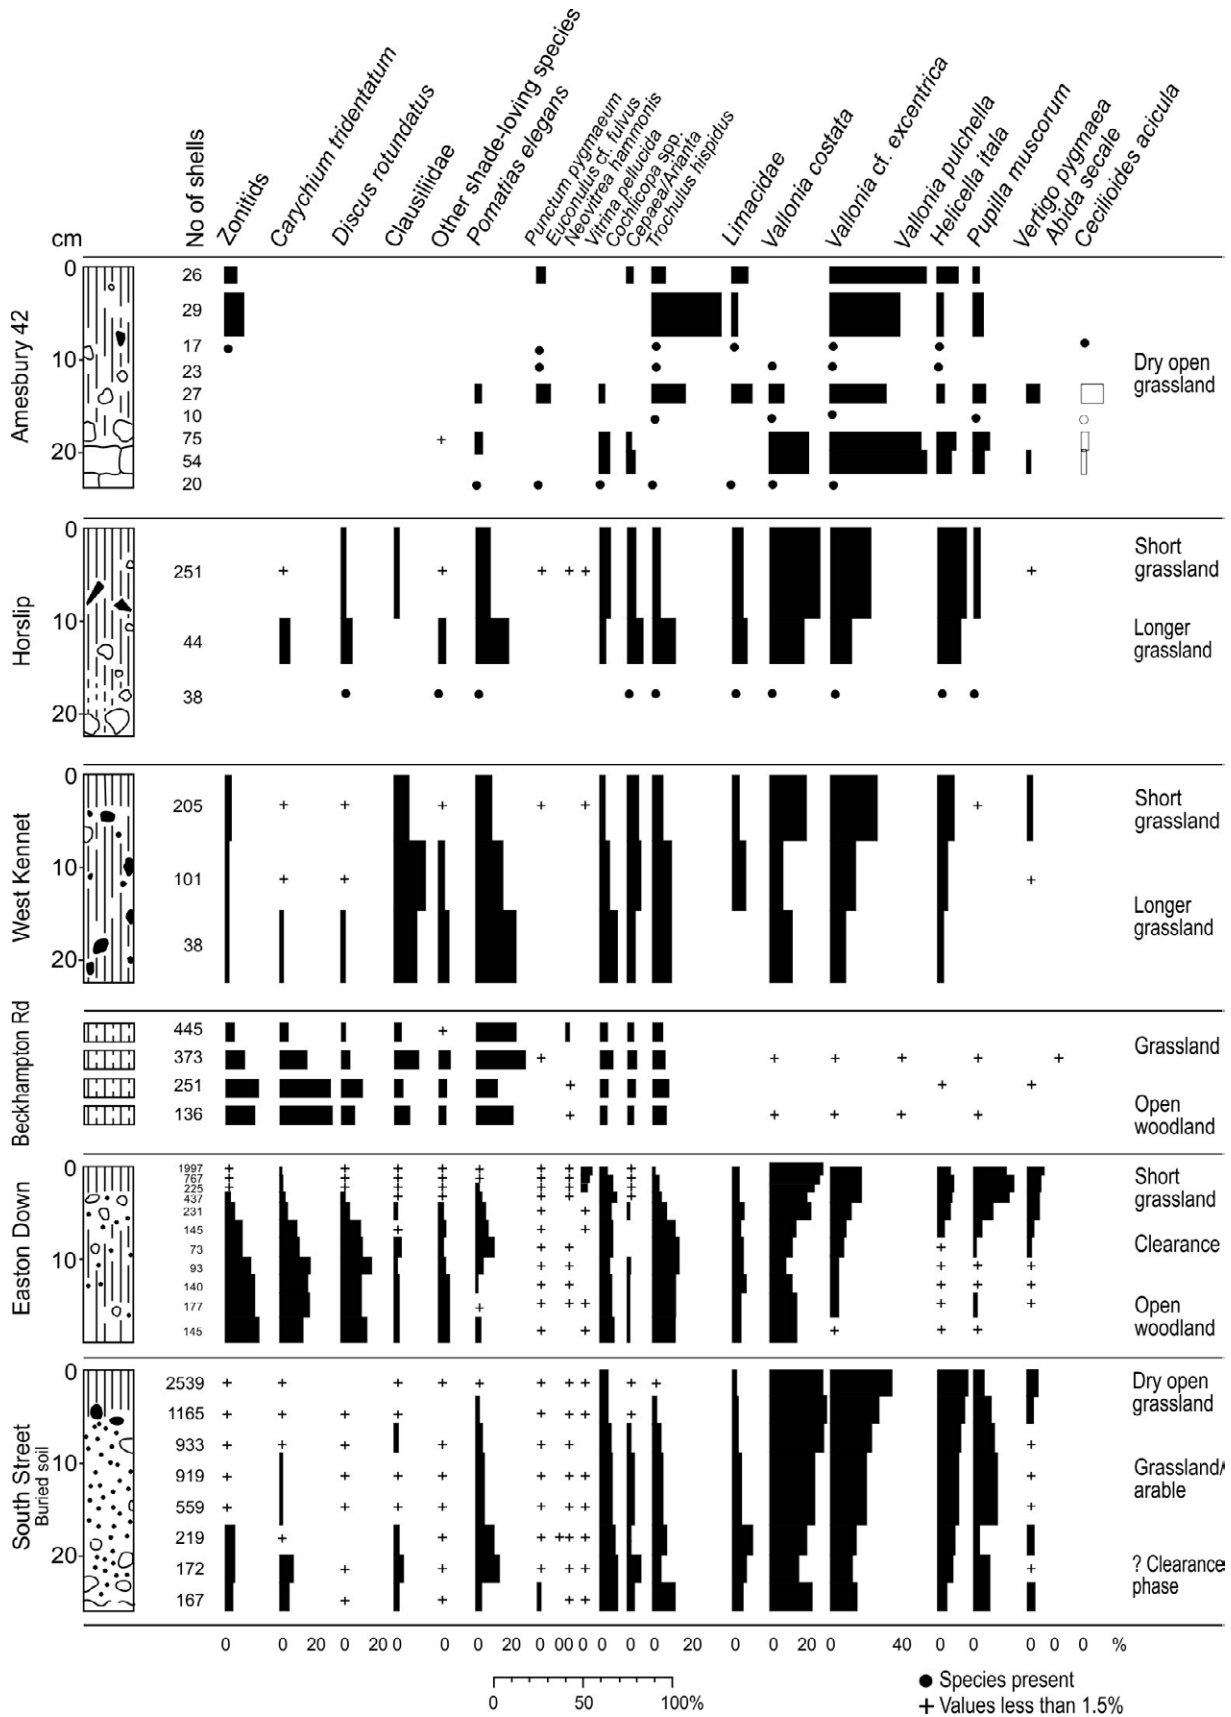 No of shells
Zonitids
Carychium tridentatum
Discus rotundatus
Clausiliidae
Other shade-loving species
Pomatias elegans
Punctum pygmaeum
Euconulus cf. fulvus
Neovitrea hammonis
Vitrina pellucida
Cochlicopa spp.
Cepaea/Arianta
Trochulus hispidus
Limacidae
Vallonia costata
Vallonia cf. excentrica
Vallonia pulchella
Helicella itala
Pupilla muscorum
Vertigo pygmaea
Abida secale
Cecilioides acicula
cm
Amesbury 42
0
10
20
26
29
17
23
27
10
75
54
20
+
Dry open
grassland
Horslip
0
10
20
251 + + + + + +
44
38
Short
grassland
Longer
grassland
West Kennet
0
10
20
205 + + + + + +
101 + + +
38
Short
grassland
Longer
grassland
Beckhampton Rd
445 +
373 + + + + + +
251 + + +
136 + + + + +
Grassland
Open
woodland
Easton Down
0
10
1997
767
225
437
231
145
73
93
140
177
145
Short
grassland
Clearance
Open
woodland
South Street
Buried soil
0
10
20
2539
1165
933
919
559
219
172
167
Dry open
grassland
Grassland/
arable
? Clearance
phase
0 0 20 0 20 0 0 0 20 0 0 0 0 0 0 0 20 0 0 20 0 40 0 0 0 0 0 %
0 50 100%
● Species present
+ Values less than 1.5%